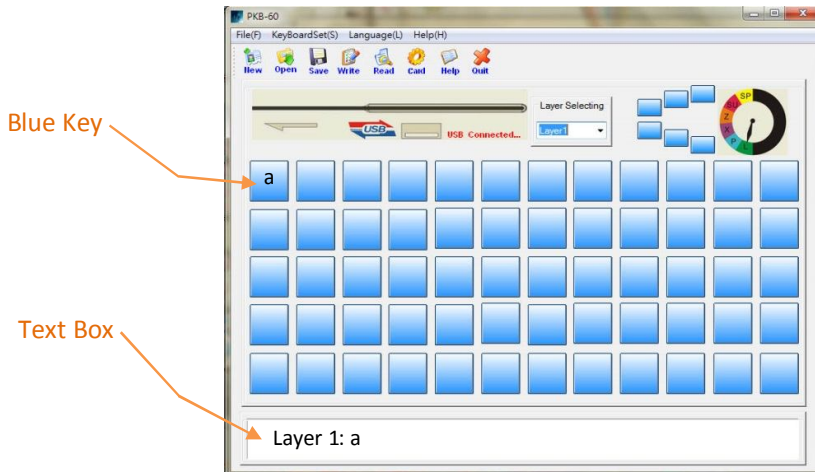 PKB-60
File(F) KeyBoardSet(S) Language(L) Help(H)
New Open Save Write Read Card Help Quit
Layer Selecting
USB
USB Connected...
Layer1
SP
SU
Z
X
P
L
Blue Key
a
Text Box
Layer 1: a